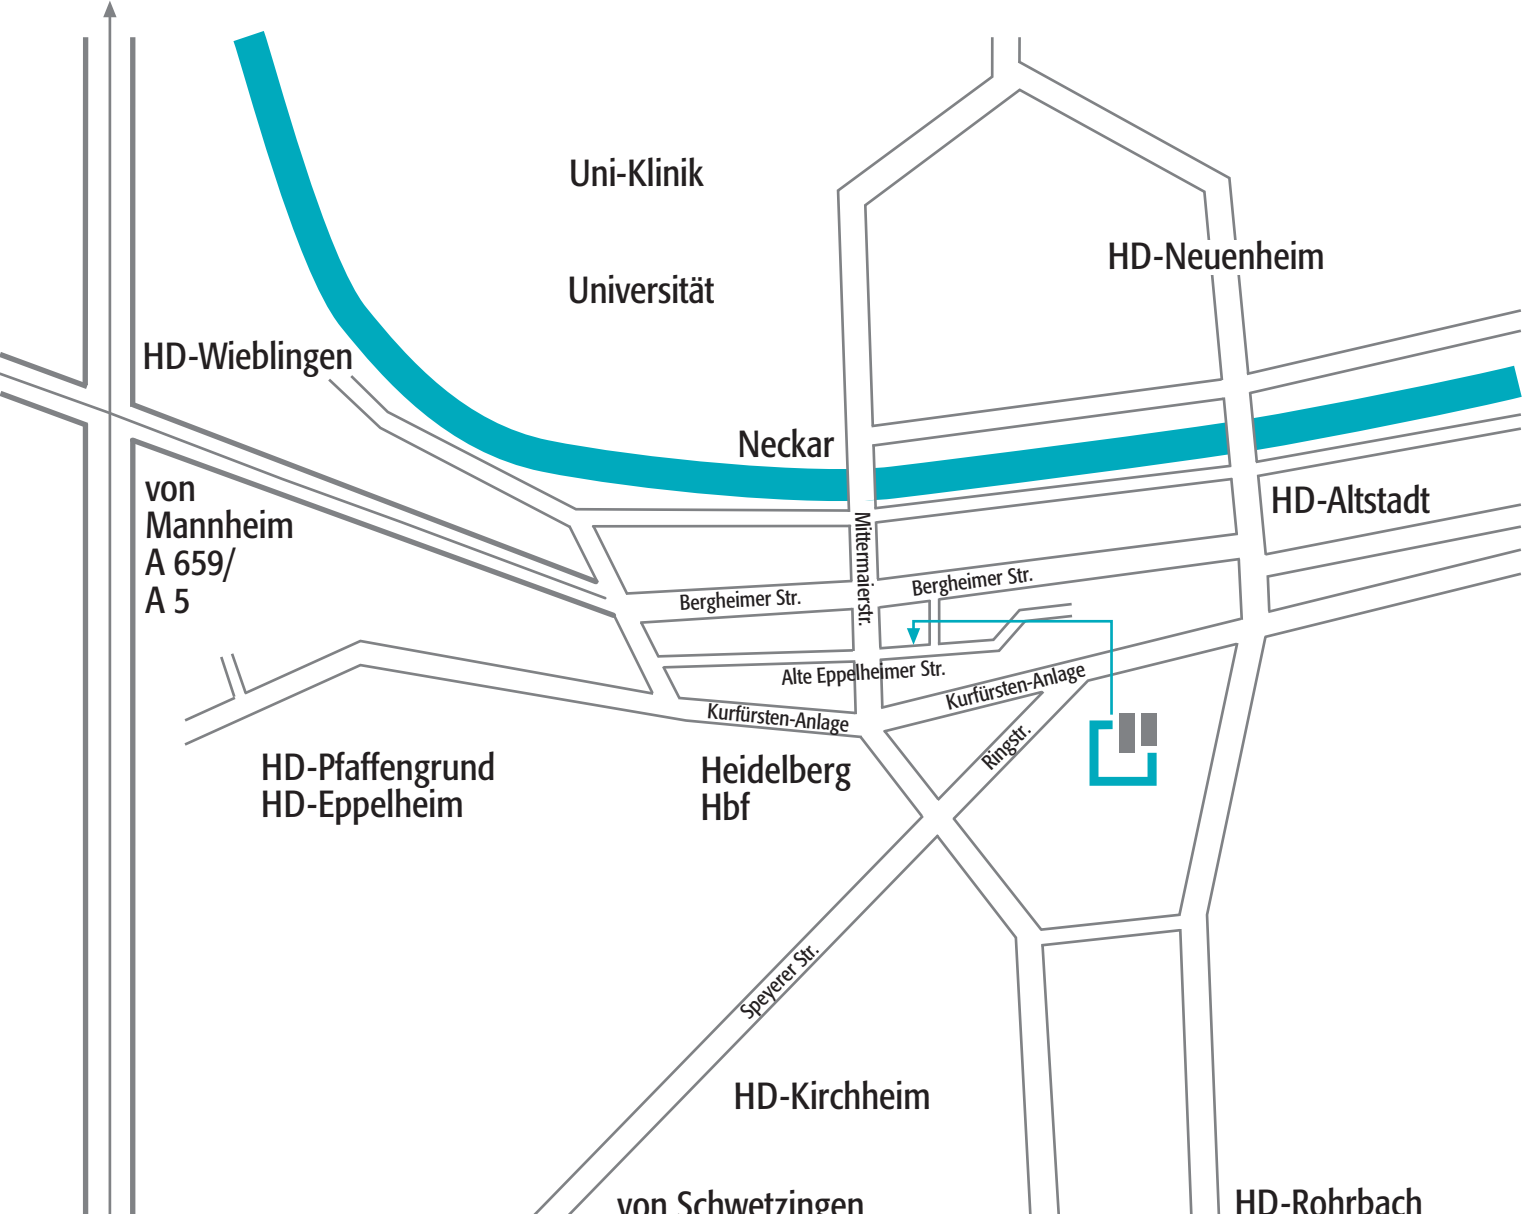 Uni-Klinik
HD-Neuenheim
Universität
HD-Wieblingen
Neckar
von
Mannheim
A 659/
A 5
HD-Altstadt
Mittermaierstr.
Bergheimer Str.
Bergheimer Str.
Alte Eppelheimer Str.
Kurfürsten-Anlage
Kurfürsten-Anlage
Ringstr.
HD-Pfaffengrund
HD-Eppelheim
Heidelberg
Hbf
Speyerer Str.
HD-Kirchheim
von Schwetzingen
HD-Rohrbach